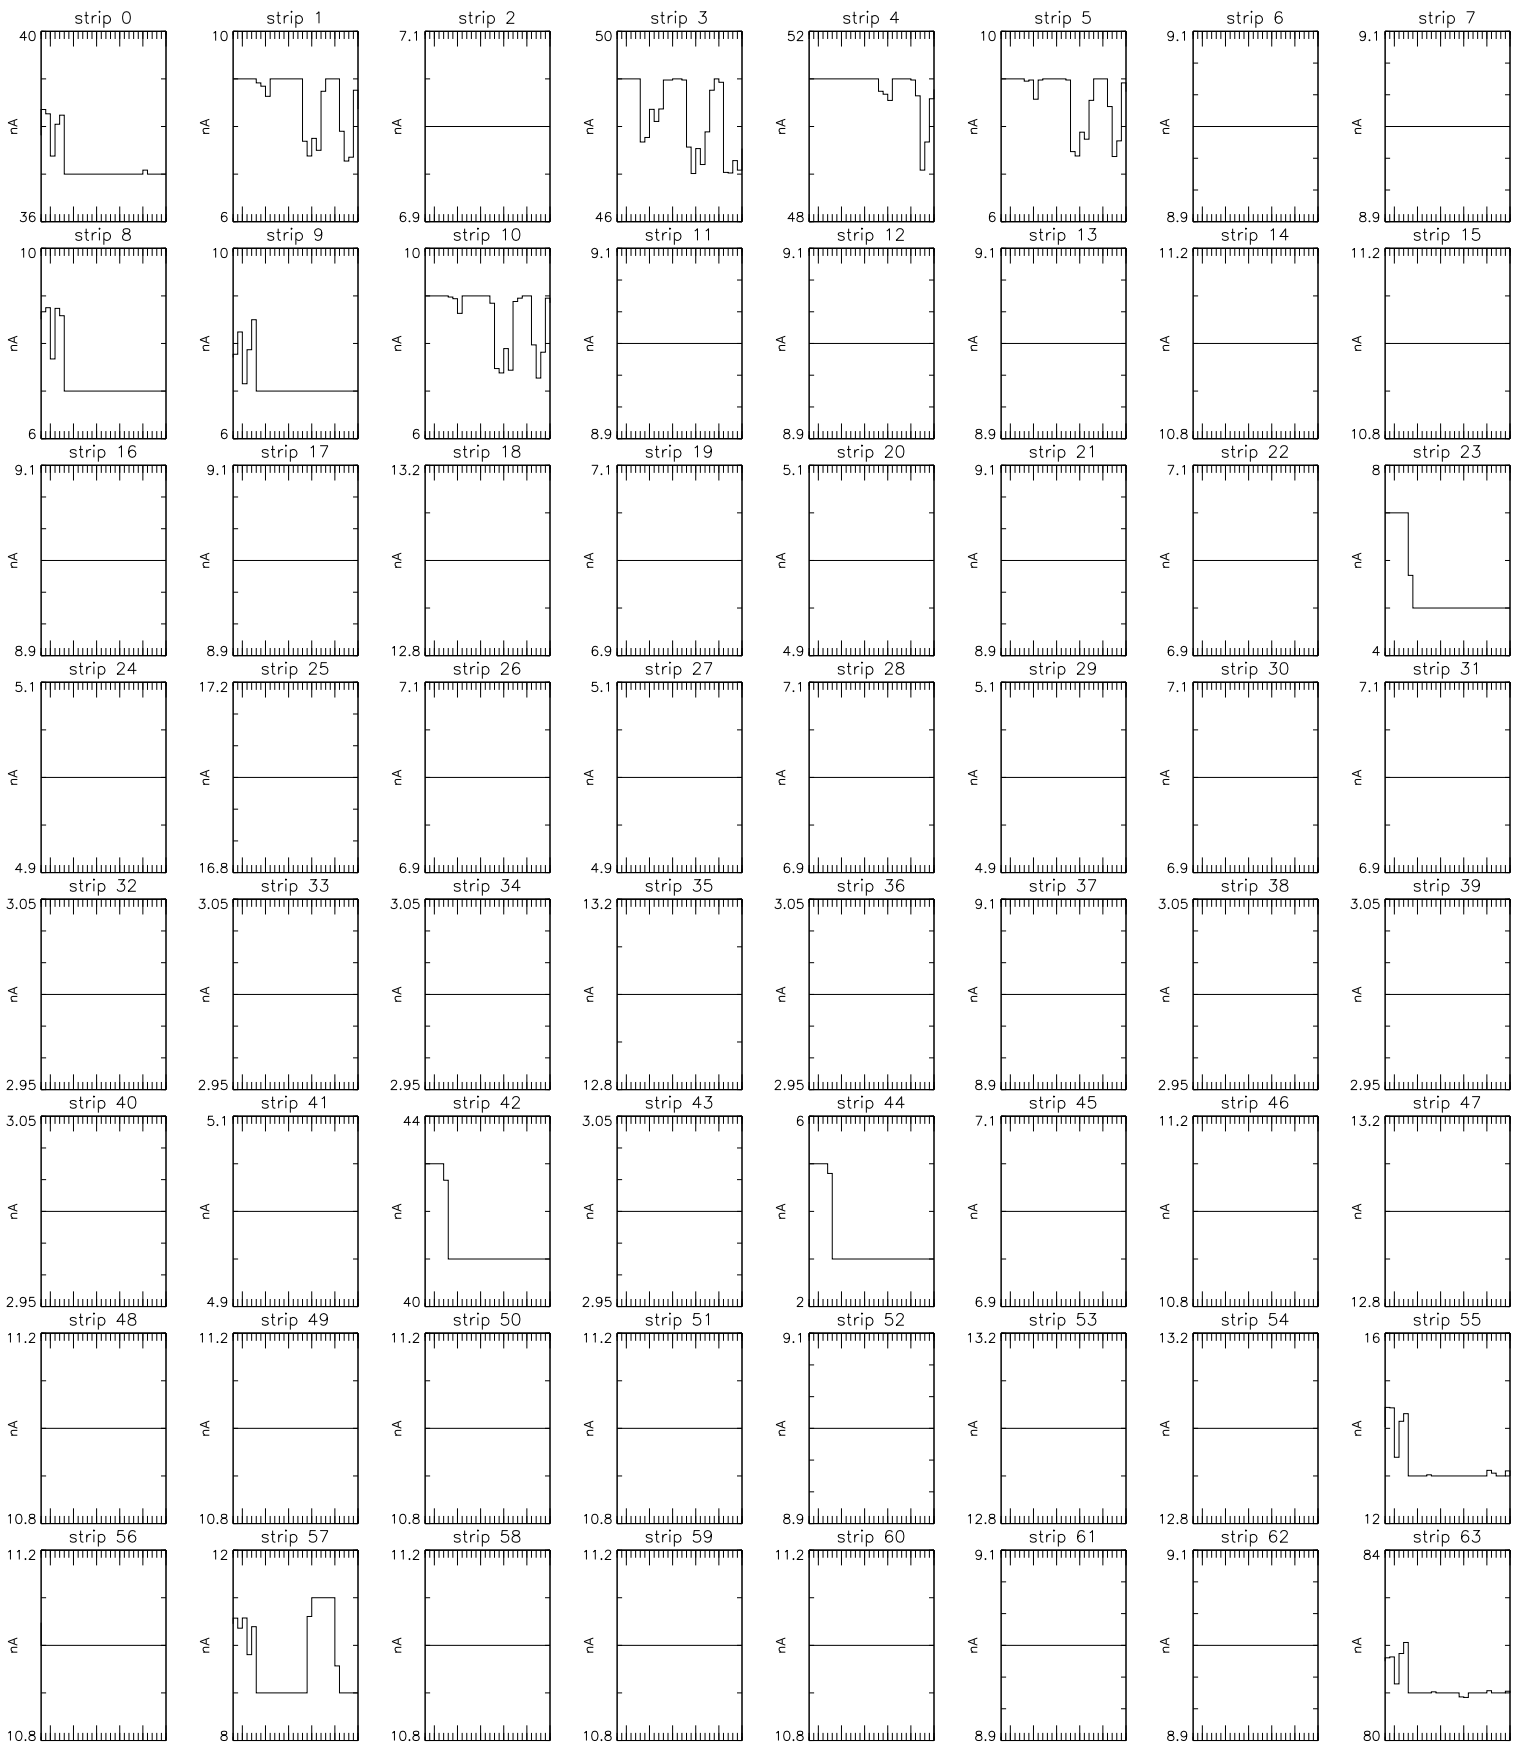 strip 0 strip 1 strip 2 strip 3 strip 4 strip 5 strip 6 strip 7
40 10 7.1 50 52 10 9.1 9.1
nA nA nA nA nA nA nA nA
36 6 6.9 46 48 6 8.9 8.9
strip 8 strip 9 strip 10 strip 11 strip 12 strip 13 strip 14 strip 15
10 10 10 9.1 9.1 9.1 11.2 11.2
nA nA nA nA nA nA nA nA
6 6 6 8.9 8.9 8.9 10.8 10.8
strip 16 strip 17 strip 18 strip 19 strip 20 strip 21 strip 22 strip 23
9.1 9.1 13.2 7.1 5.1 9.1 7.1 8
nA nA nA nA nA nA nA nA
8.9 8.9 12.8 6.9 4.9 8.9 6.9 4
strip 24 strip 25 strip 26 strip 27 strip 28 strip 29 strip 30 strip 31
5.1 17.2 7.1 5.1 7.1 5.1 7.1 7.1
nA nA nA nA nA nA nA nA
4.9 16.8 6.9 4.9 6.9 4.9 6.9 6.9
strip 32 strip 33 strip 34 strip 35 strip 36 strip 37 strip 38 strip 39
3.05 3.05 3.05 13.2 3.05 9.1 3.05 3.05
nA nA nA nA nA nA nA nA
2.95 2.95 2.95 12.8 2.95 8.9 2.95 2.95
strip 40 strip 41 strip 42 strip 43 strip 44 strip 45 strip 46 strip 47
3.05 5.1 44 3.05 6 7.1 11.2 13.2
nA nA nA nA nA nA nA nA
2.95 4.9 40 2.95 2 6.9 10.8 12.8
strip 48 strip 49 strip 50 strip 51 strip 52 strip 53 strip 54 strip 55
11.2 11.2 11.2 11.2 9.1 13.2 13.2 16
nA nA nA nA nA nA nA nA
10.8 10.8 10.8 10.8 8.9 12.8 12.8 12
strip 56 strip 57 strip 58 strip 59 strip 60 strip 61 strip 62 strip 63
11.2 12 11.2 11.2 11.2 9.1 9.1 84
nA nA nA nA nA nA nA nA
10.8 8 10.8 10.8 10.8 8.9 8.9 80